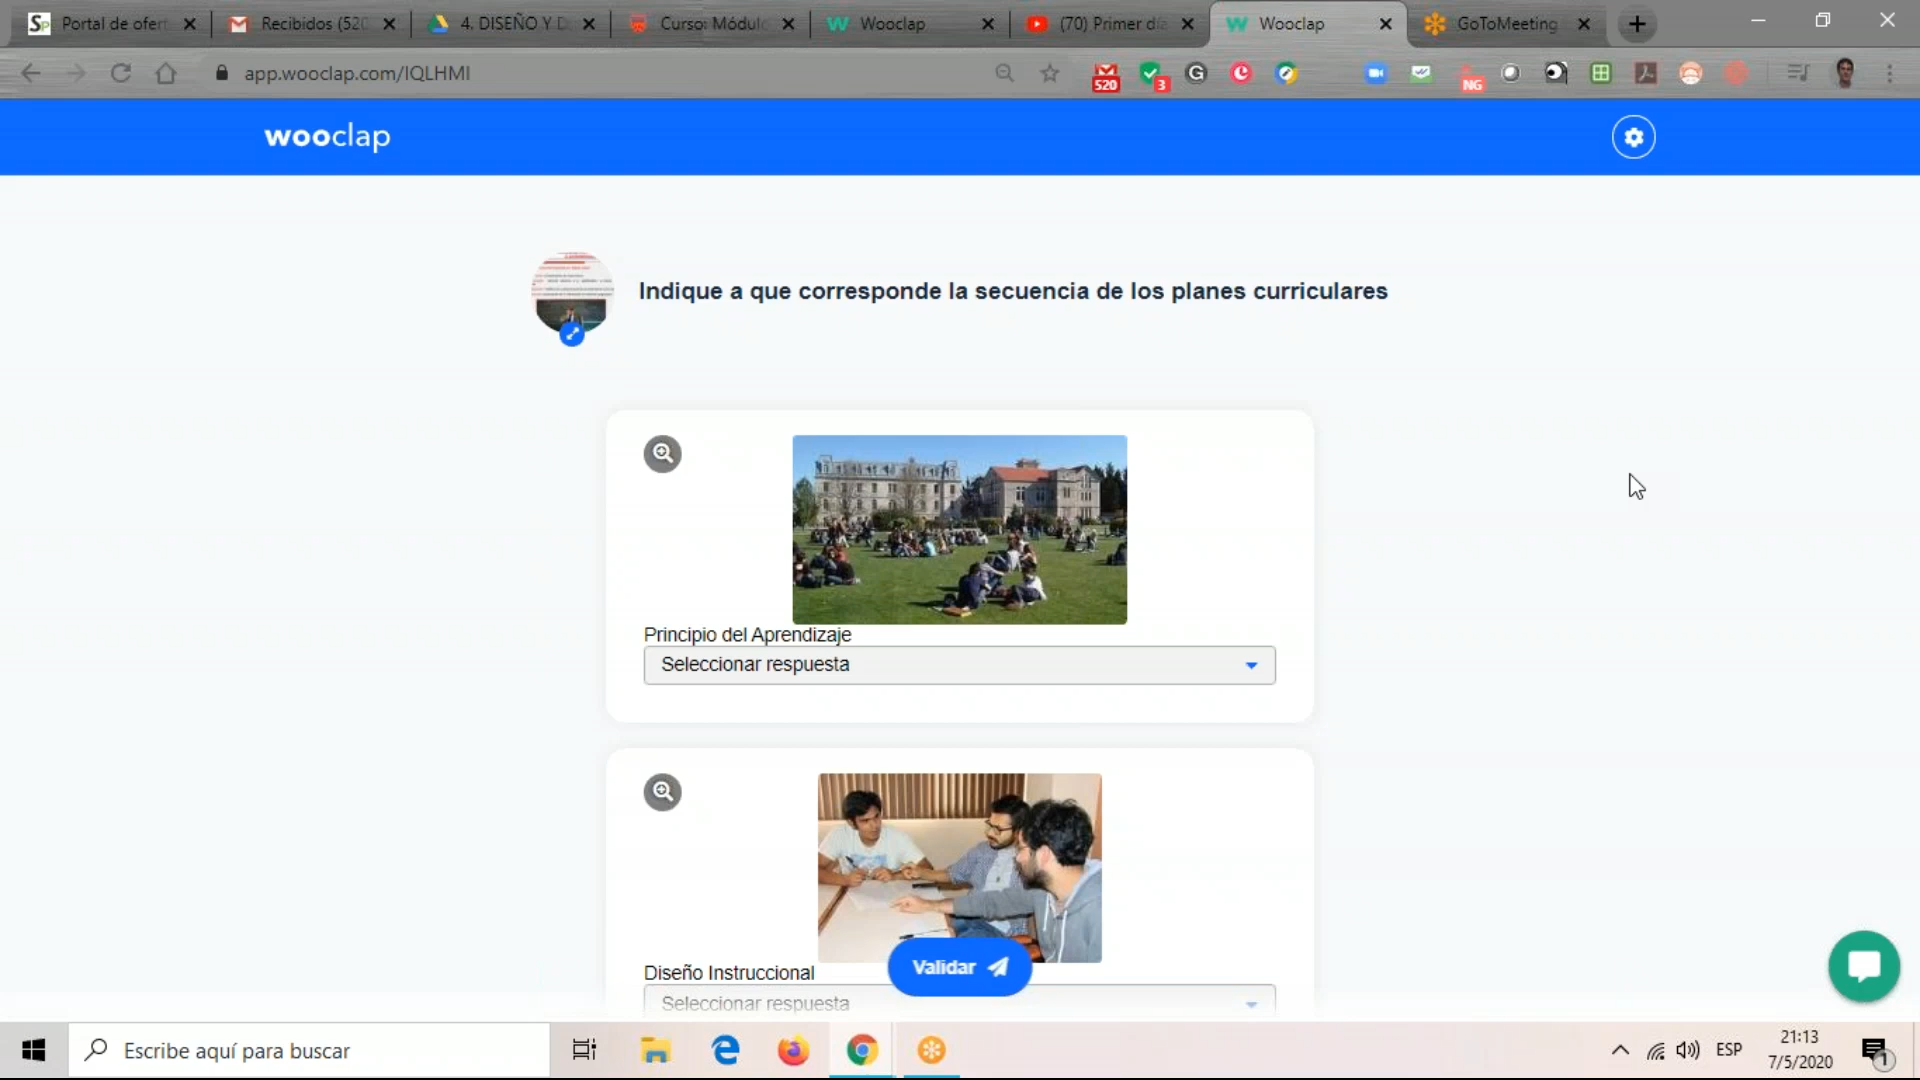 Portal de ofert
Recibidos (520
4. DISEÑO Y D
Curso: Módulo
Wooclap
(70) Primer día
Wooclap
GoToMeeting
app.wooclap.com/IQLHMI
520
3
NG
wooclap
Indique a que corresponde la secuencia de los planes curriculares
Principio del Aprendizaje
Seleccionar respuesta
Diseño Instruccional
Validar
Seleccionar respuesta
Escribe aquí para buscar
ESP
21:13
7/5/2020
1